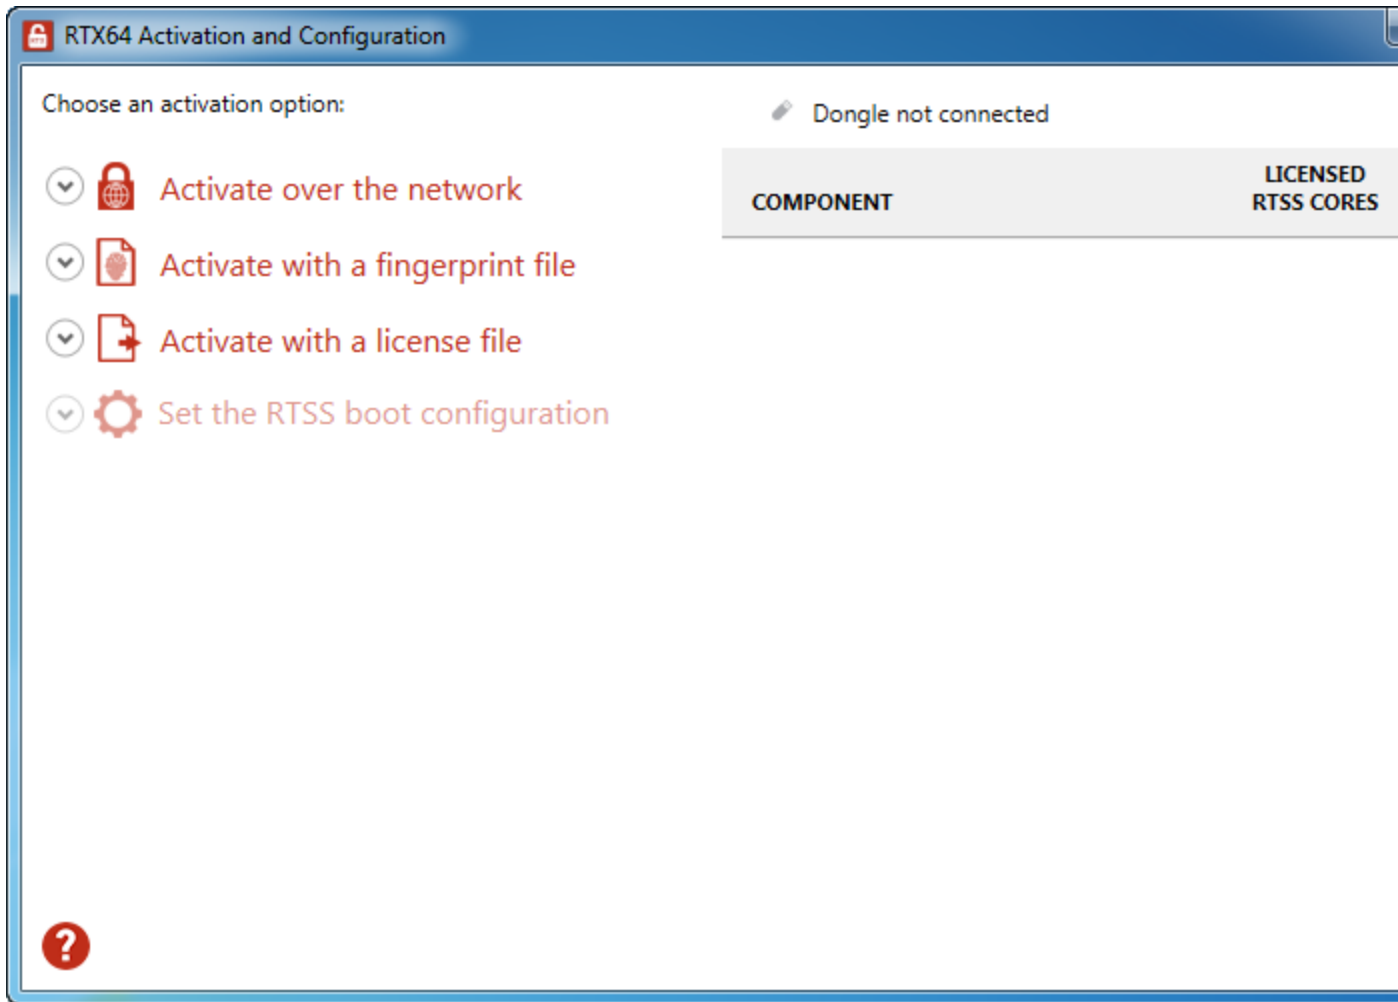 RTX64 Activation and Configuration
Choose an activation option:
Activate over the network
Activate with a fingerprint file
Activate with a license file
Set the RTSS boot configuration
?
Dongle not connected
COMPONENT
LICENSED
RTSS CORES